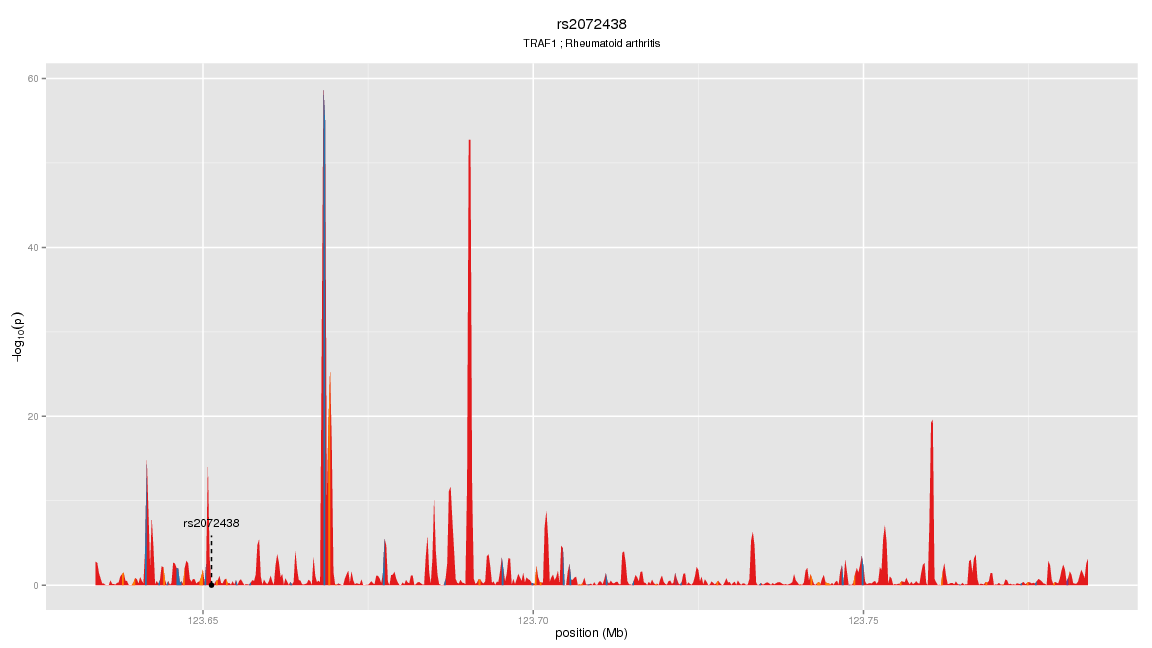 rs2072438
TRAF1 ; Rheumatoid arthritis
60
40
20
0
−log10(p)
rs2072438
123.65
123.70
123.75
position (Mb)